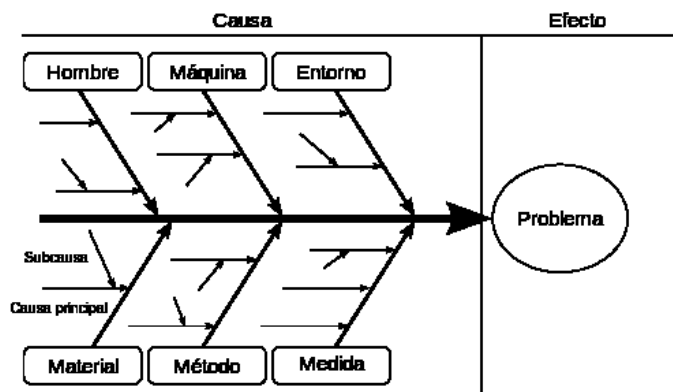 Causa
Efecto
Hombre
Máquina
Entorno
Problema
Subcausa
Causa principal
Material
Método
Medida